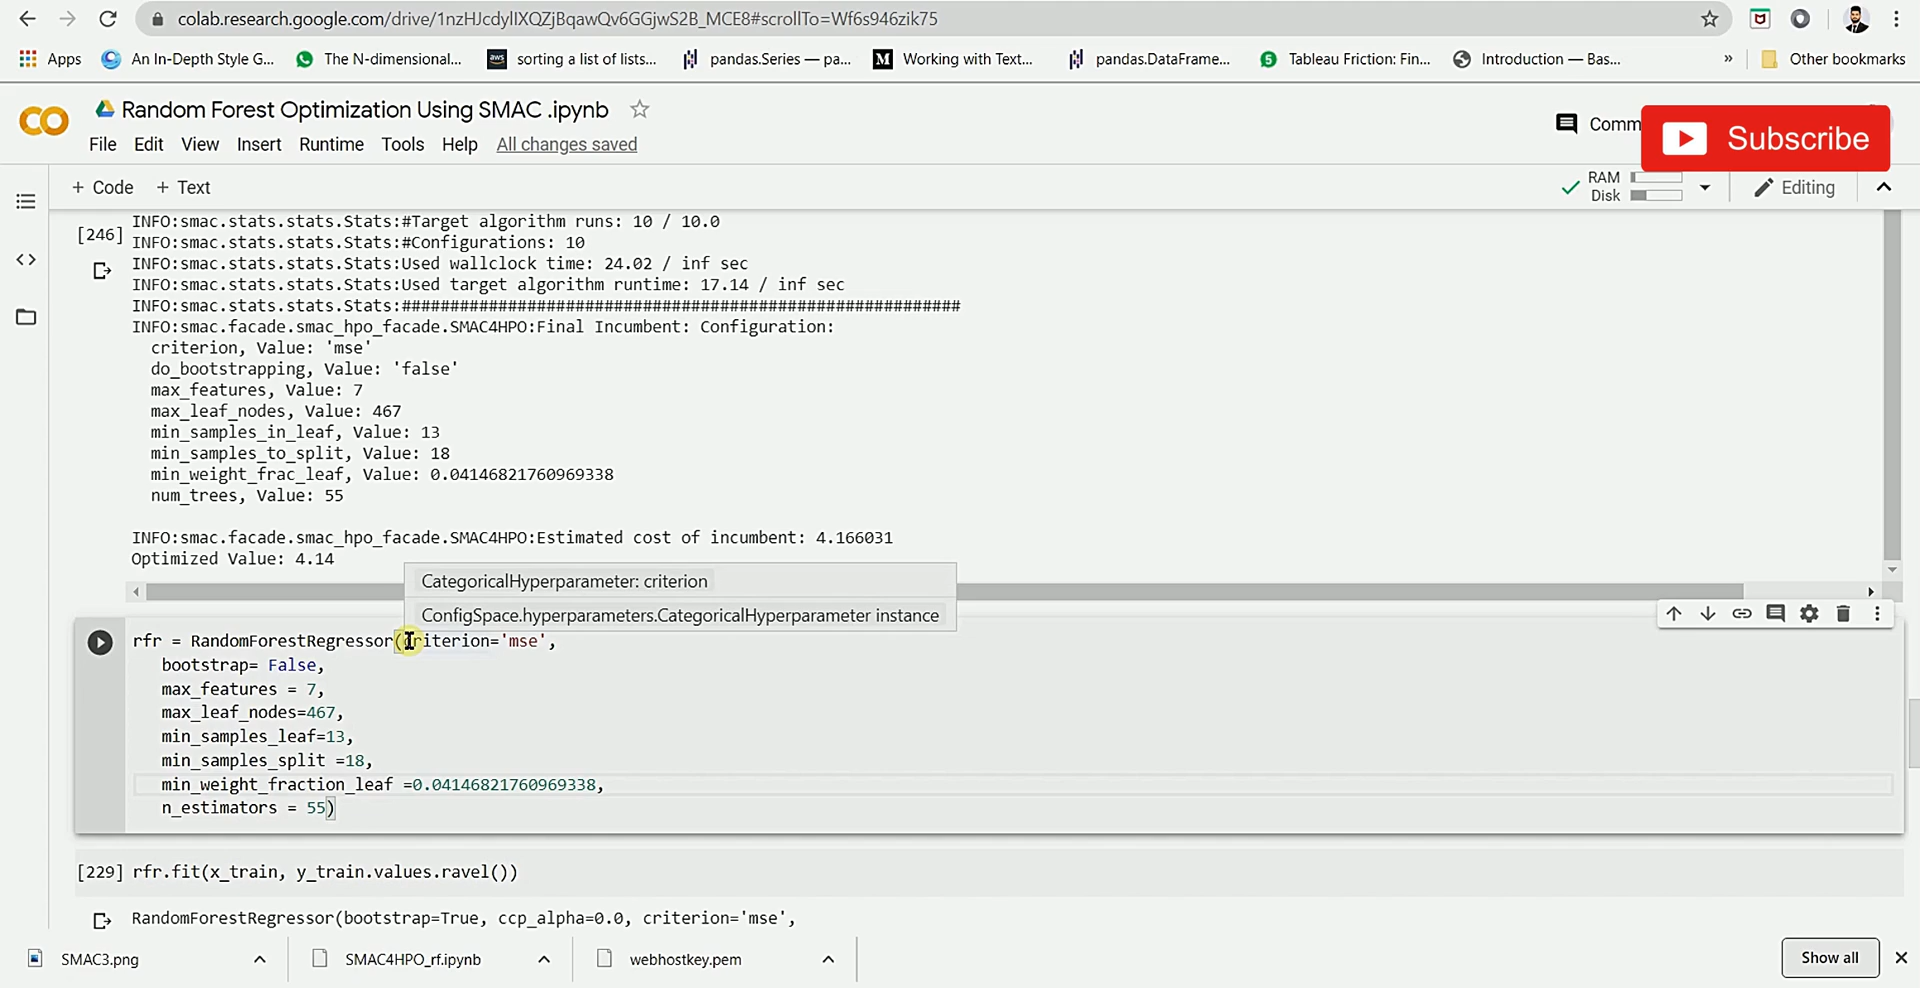 colab.research.google.com/drive/1nzHJcdylIXQZjBqawQv6GGjwS2B_MCE8#scrollTo=Wf6s946zik75
Apps An In-Depth Style G... The N-dimensional... aws sorting a list of lists... pandas.Series — pa... M Working with Text... pandas.DataFrame... 5 Tableau Friction: Fin... Introduction — Bas... » Other bookmarks
CO Random Forest Optimization Using SMAC .ipynb
Comm
Subscribe
File Edit View Insert Runtime Tools Help All changes saved
+ Code + Text
RAM
Disk
Editing
INFO:smac.stats.stats.Stats:#Target algorithm runs: 10 / 10.0
[246]
INFO:smac.stats.stats.Stats:#Configurations: 10
INFO:smac.stats.stats.Stats:Used wallclock time: 24.02 / inf sec
INFO:smac.stats.stats.Stats:Used target algorithm runtime: 17.14 / inf sec
INFO:smac.stats.stats.Stats:##########################################################
INFO:smac.facade.smac_hpo_facade.SMAC4HPO:Final Incumbent: Configuration:
criterion, Value: 'mse'
do_bootstrapping, Value: 'false'
max_features, Value: 7
max_leaf_nodes, Value: 467
min_samples_in_leaf, Value: 13
min_samples_to_split, Value: 18
min_weight_frac_leaf, Value: 0.04146821760969338
num_trees, Value: 55
INFO:smac.facade.smac_hpo_facade.SMAC4HPO:Estimated cost of incumbent: 4.166031
Optimized Value: 4.14
CategoricalHyperparameter: criterion
ConfigSpace.hyperparameters.CategoricalHyperparameter instance
rfr = RandomForestRegressor(criterion='mse',
bootstrap= False,
max_features = 7,
max_leaf_nodes=467,
min_samples_leaf=13,
min_samples_split =18,
min_weight_fraction_leaf =0.04146821760969338,
n_estimators = 55)
[229] rfr.fit(x_train, y_train.values.ravel())
RandomForestRegressor(bootstrap=True, ccp_alpha=0.0, criterion='mse',
SMAC3.png SMAC4HPO_rf.ipynb webhostkey.pem Show all